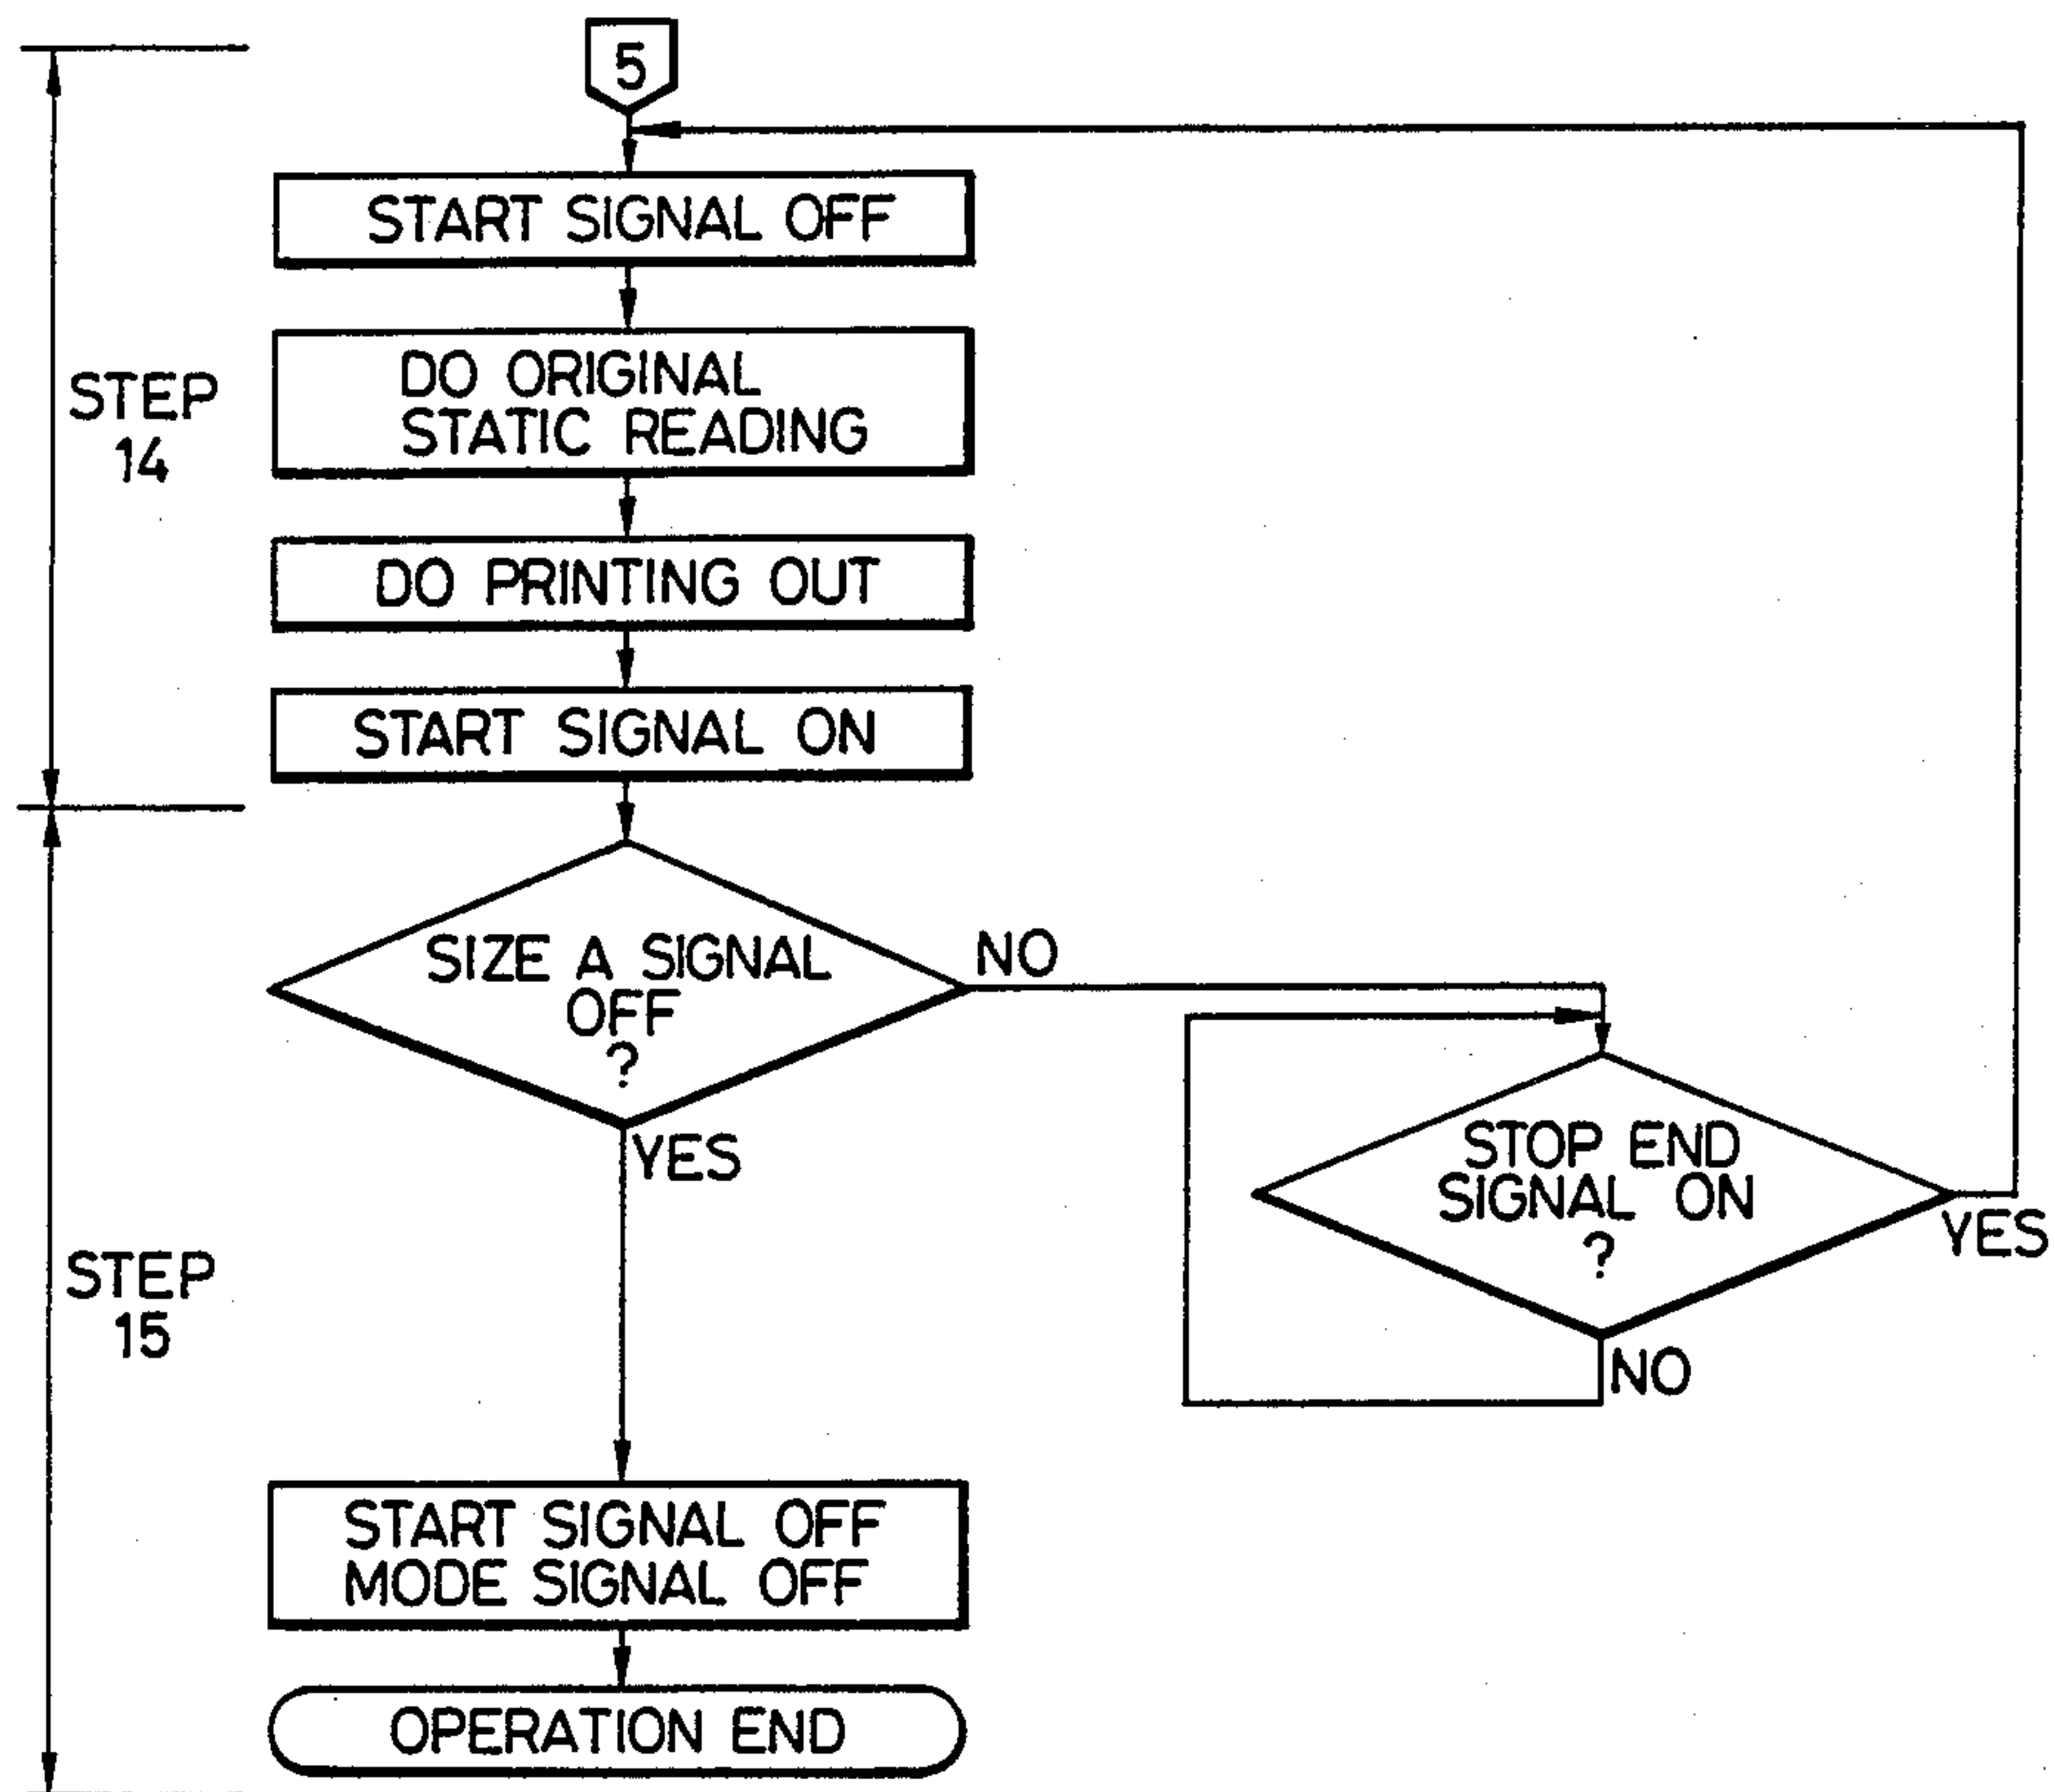 5
START SIGNAL OFF
DO ORIGINAL
STATIC READING
STEP
14
DO PRINTING OUT
START SIGNAL ON
SIZE A SIGNAL
OFF
?
NO
YES
STOP END
SIGNAL ON
?
YES
NO
STEP
15
START SIGNAL OFF
MODE SIGNAL OFF
OPERATION END